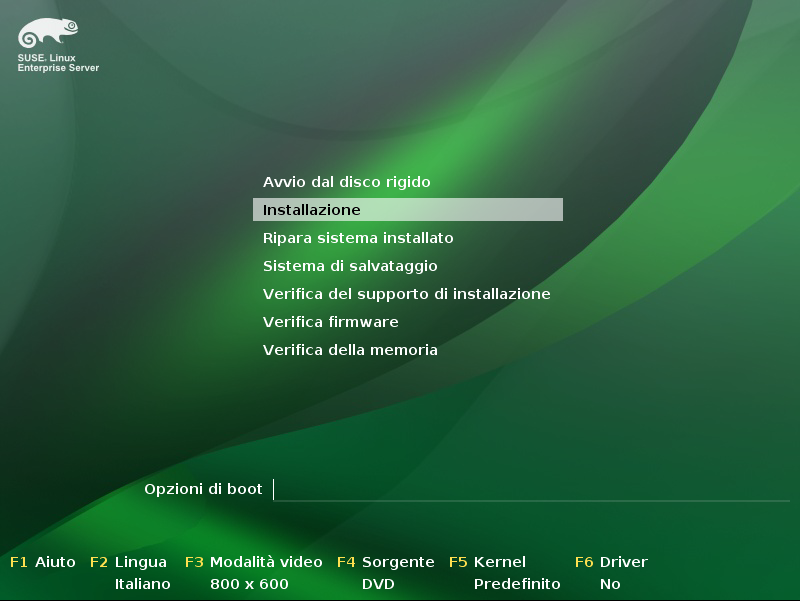 SUSE® Linux
Enterprise Server
Avvio dal disco rigido
Installazione
Ripara sistema installato
Sistema di salvataggio
Verifica del supporto di installazione
Verifica firmware
Verifica della memoria
Opzioni di boot
F1 Aiuto F2 Lingua F3 Modalità video F4 Sorgente F5 Kernel F6 Driver
Italiano 800 x 600 DVD Predefinito No